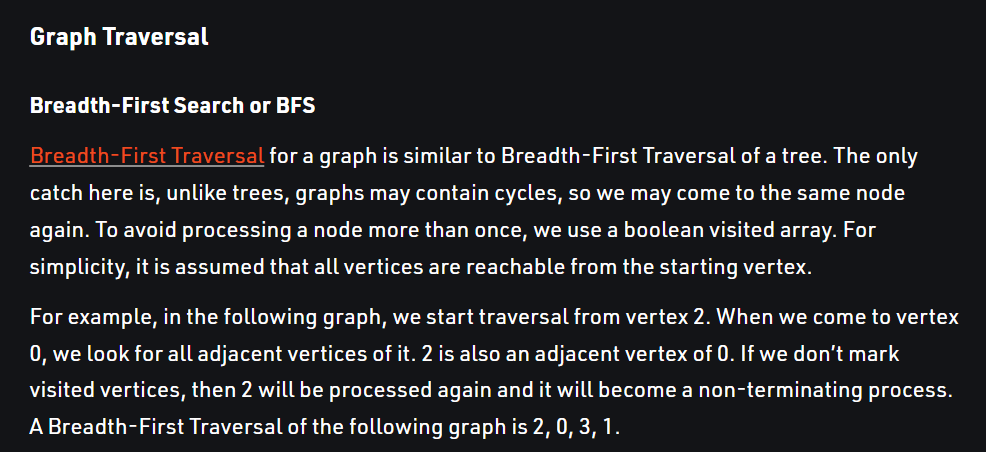 Graph Traversal
Breadth-First Search or BFS
Breadth-First Traversal for a graph is similar to Breadth-First Traversal of a tree. The only
catch here is, unlike trees, graphs may contain cycles, so we may come to the same node
again. To avoid processing a node more than once, we use a boolean visited array. For
simplicity, it is assumed that all vertices are reachable from the starting vertex.
For example, in the following graph, we start traversal from vertex 2. When we come to vertex
0, we look for all adjacent vertices of it. 2 is also an adjacent vertex of 0. If we don’t mark
visited vertices, then 2 will be processed again and it will become a non-terminating process.
A Breadth-First Traversal of the following graph is 2, 0, 3, 1.